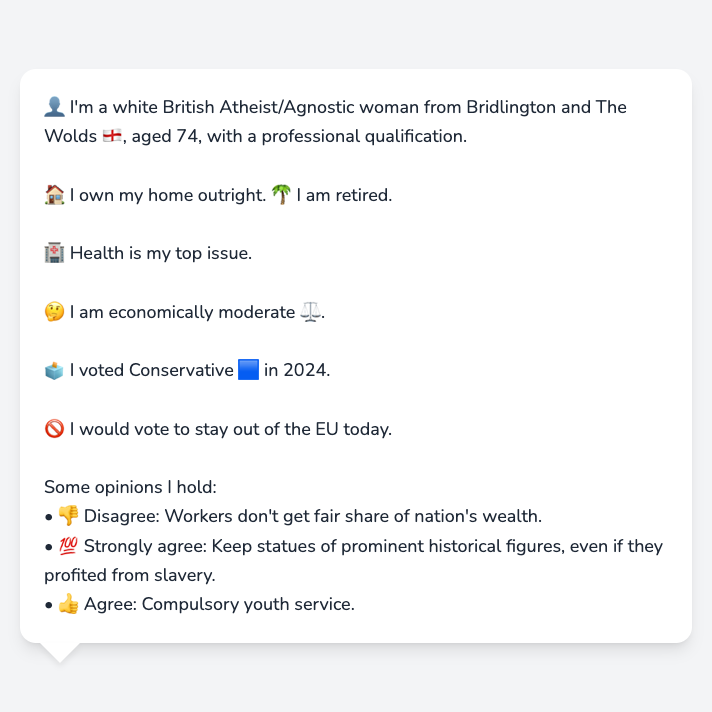 👤 I'm a white British Atheist/Agnostic woman from Bridlington and The
Wolds 🏴󠁧󠁢󠁥󠁮󠁧󠁿, aged 74, with a professional qualification.
🏠 I own my home outright. 🌴 I am retired.
🏥 Health is my top issue.
🤔 I am economically moderate ⚖️.
🗳️ I voted Conservative 🟦 in 2024.
🚫 I would vote to stay out of the EU today.
Some opinions I hold:
• 👎 Disagree: Workers don't get fair share of nation's wealth.
• 💯 Strongly agree: Keep statues of prominent historical figures, even if they
profited from slavery.
• 👍 Agree: Compulsory youth service.